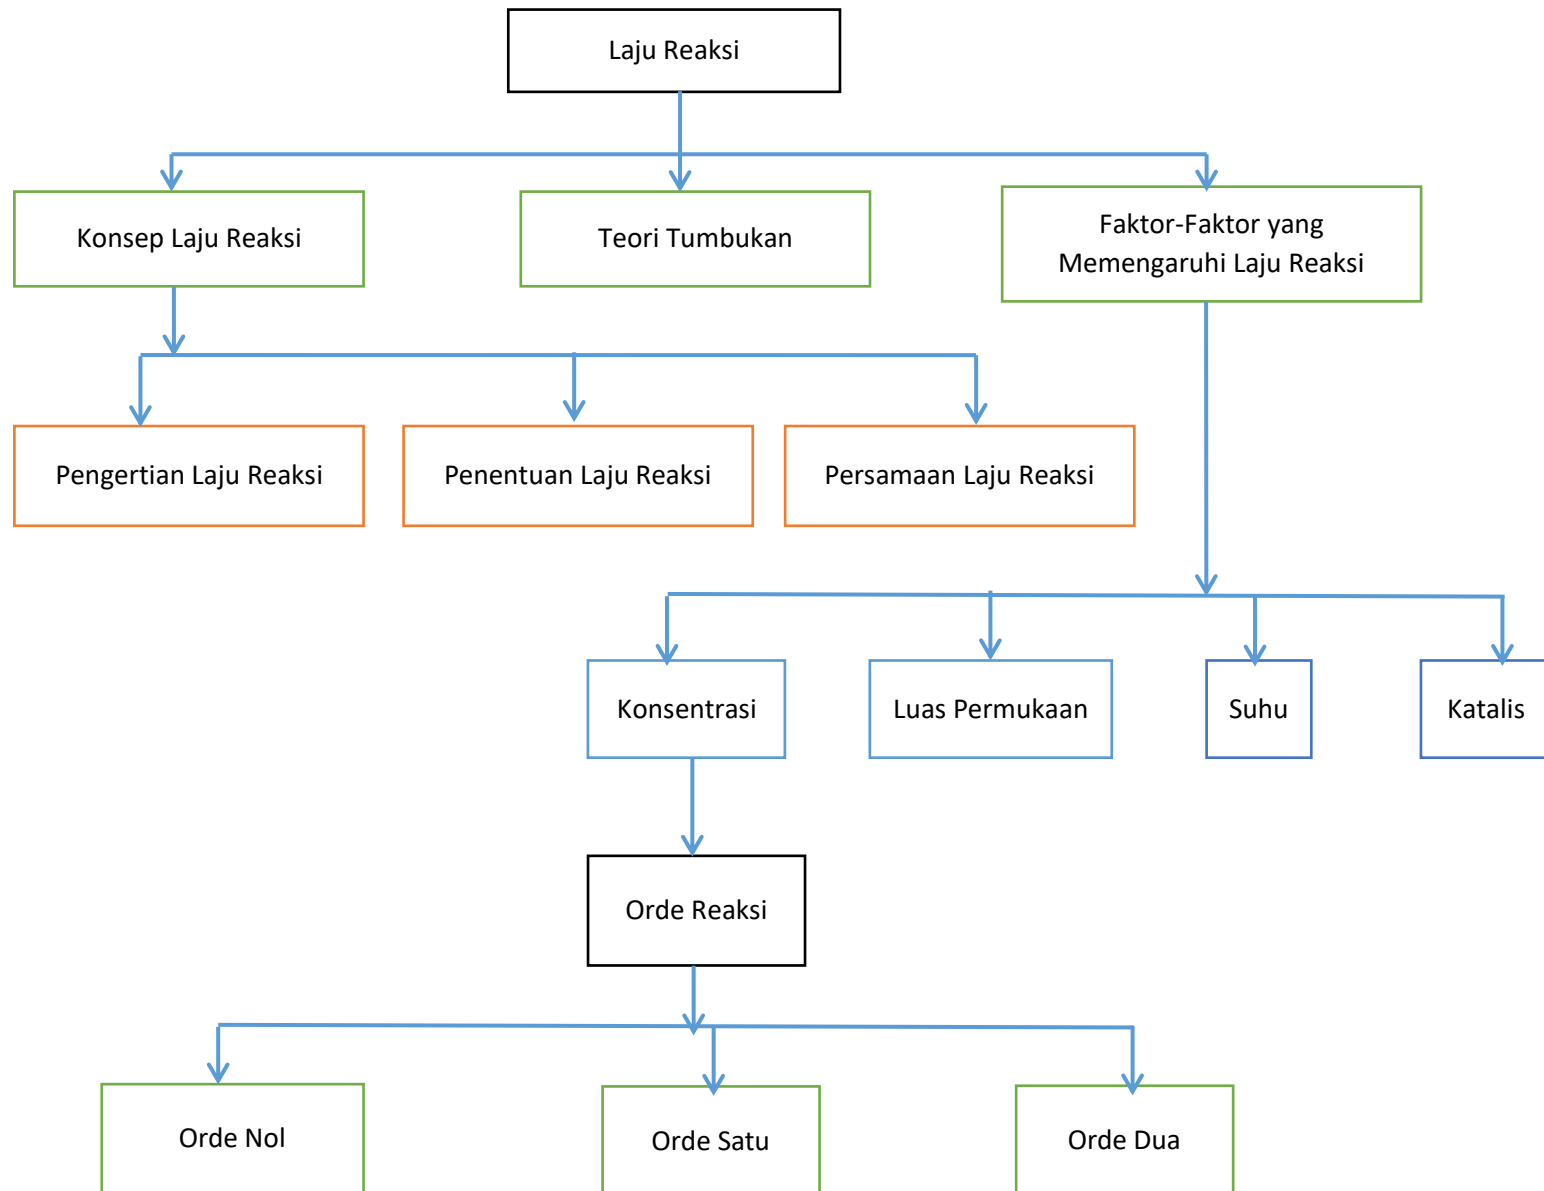 Laju Reaksi
Konsep Laju Reaksi
Teori Tumbukan
Faktor-Faktor yang
Memengaruhi Laju Reaksi
Pengertian Laju Reaksi
Penentuan Laju Reaksi
Persamaan Laju Reaksi
Konsentrasi
Luas Permukaan
Suhu
Katalis
Orde Reaksi
Orde Nol
Orde Satu
Orde Dua